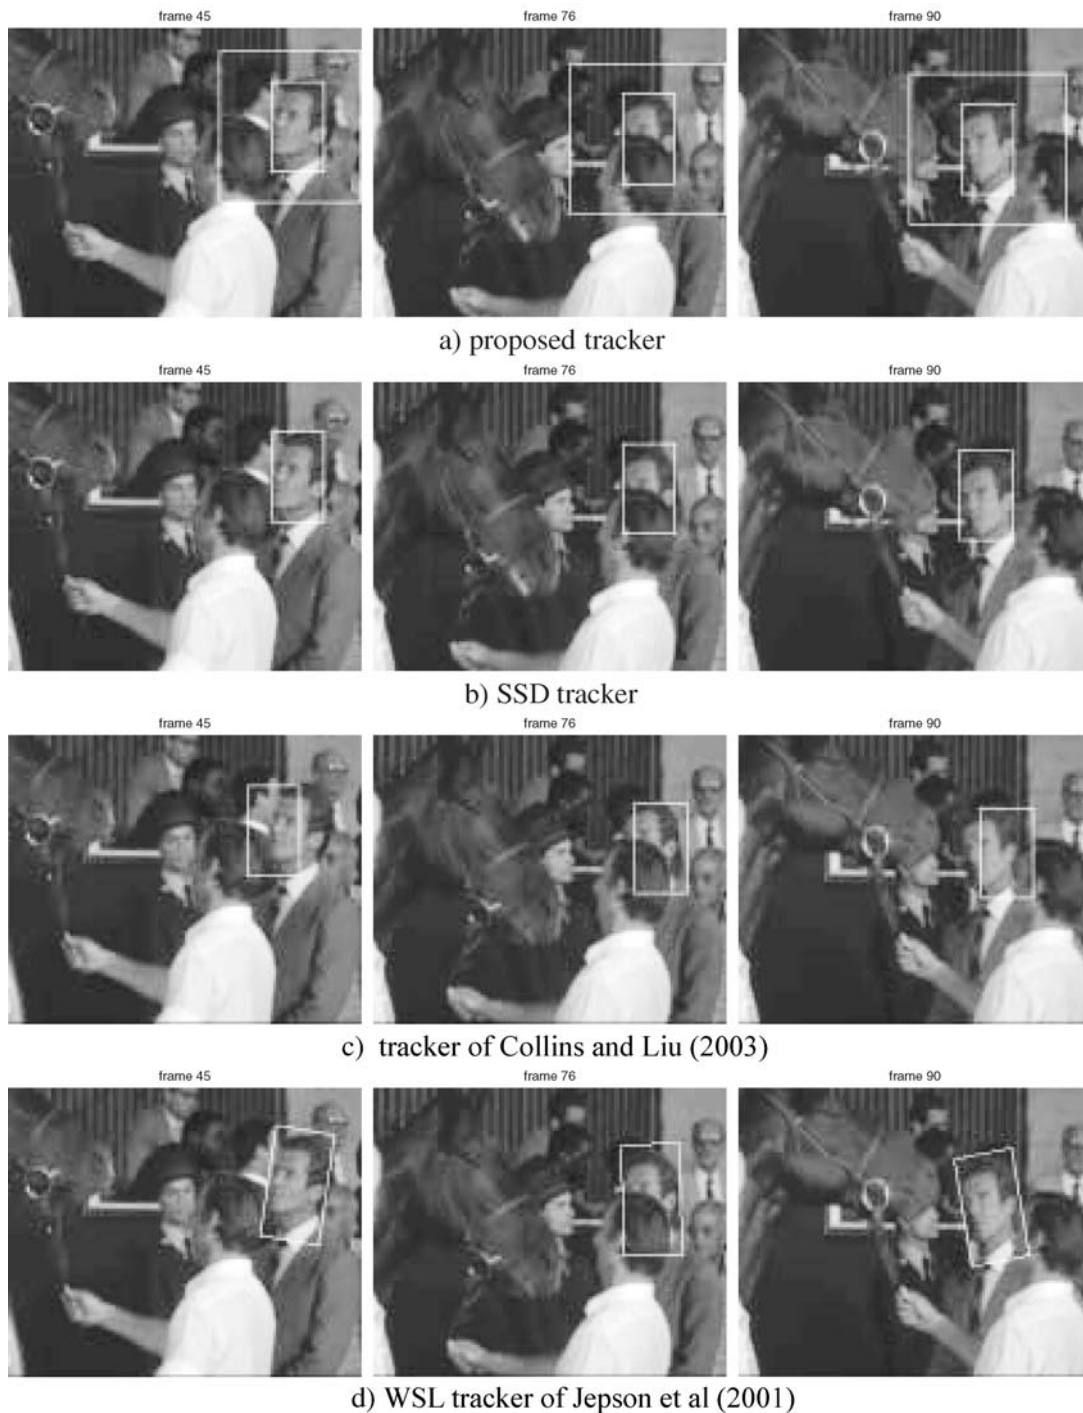 frame 45
frame 76
frame 90
a) proposed tracker
frame 45
frame 76
frame 90
b) SSD tracker
frame 45
frame 76
frame 90
c) tracker of Collins and Liu (2003)
frame 45
frame 76
frame 90
d) WSL tracker of Jepson et al (2001)